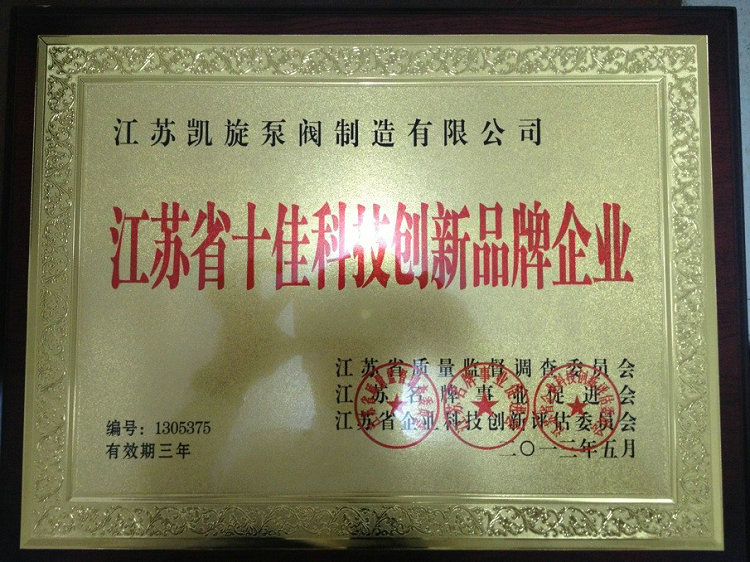 江苏凯旋泵阀制造有限公司
江苏省十佳科技创新品牌企业
江苏省质量监督调查委员会
江苏名牌事业促进会
江苏省企业科技创新评估委员会
二〇一三年五月
编号：1305375
有效期三年